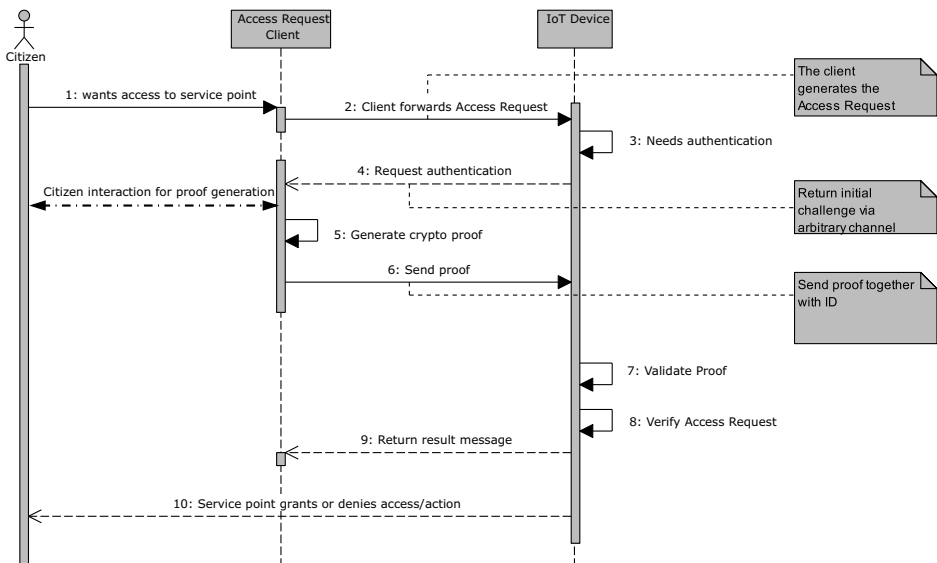 Access Request
Client
IoT Device
Citizen
The client
generates the
Access Request
1: wants access to service point
2: Client forwards Access Request
3: Needs authentication
4: Request authentication
Citizen interaction for proof generation
Return initial
challenge via
arbitrary channel
5: Generate crypto proof
6: Send proof
Send proof together
with ID
7: Validate Proof
8: Verify Access Request
9: Return result message
10: Service point grants or denies access/action